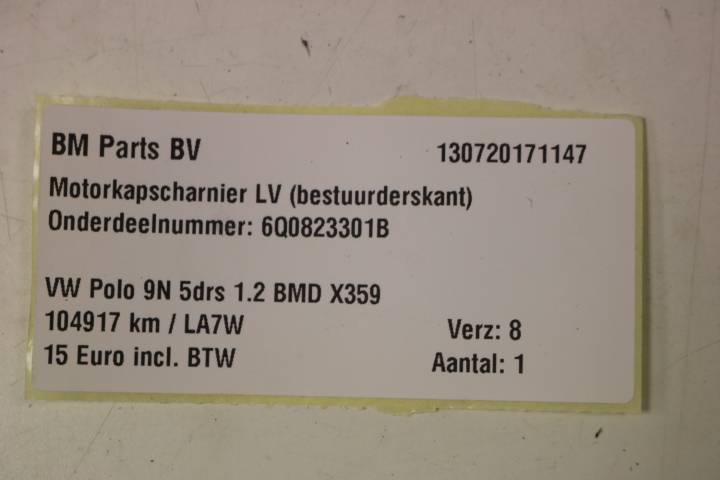 BM Parts BV 130720171147
Motorkapscharnier LV (bestuurderskant)
Onderdeelnummer: 6Q0823301B
VW Polo 9N 5drs 1.2 BMD X359
104917 km / LA7W Verz: 8
15 Euro incl. BTW Aantal: 1